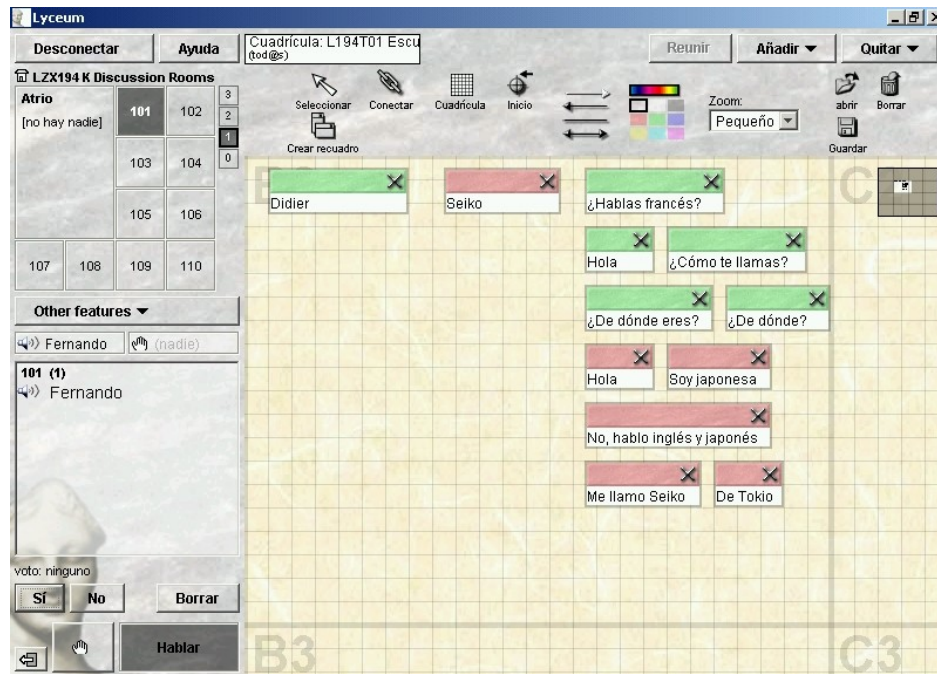 Lyceum
Desconectar
Ayuda
Cuadrícula: L194T01 Escu
(tod@s)
Reunir
Añadir
Quitar
LZX194 K Discussion Rooms
Atrio
[no hay nadie]
101
102
103
104
105
106
107
108
109
110
3
2
1
0
Seleccionar
Conectar
Cuadrícula
Inicio
Crear recuadro
Zoom:
Pequeño
abrir
Borrar
Guardar
Other features
Fernando
(nadie)
101 (1)
Fernando
voto: ninguno
Sí
No
Borrar
Hablar
Didier
Seiko
¿Hablas francés?
Hola
¿Cómo te llamas?
¿De dónde eres?
¿De dónde?
Hola
Soy japonesa
No, hablo inglés y japonés
Me llamo Seiko
De Tokio
B3
C3